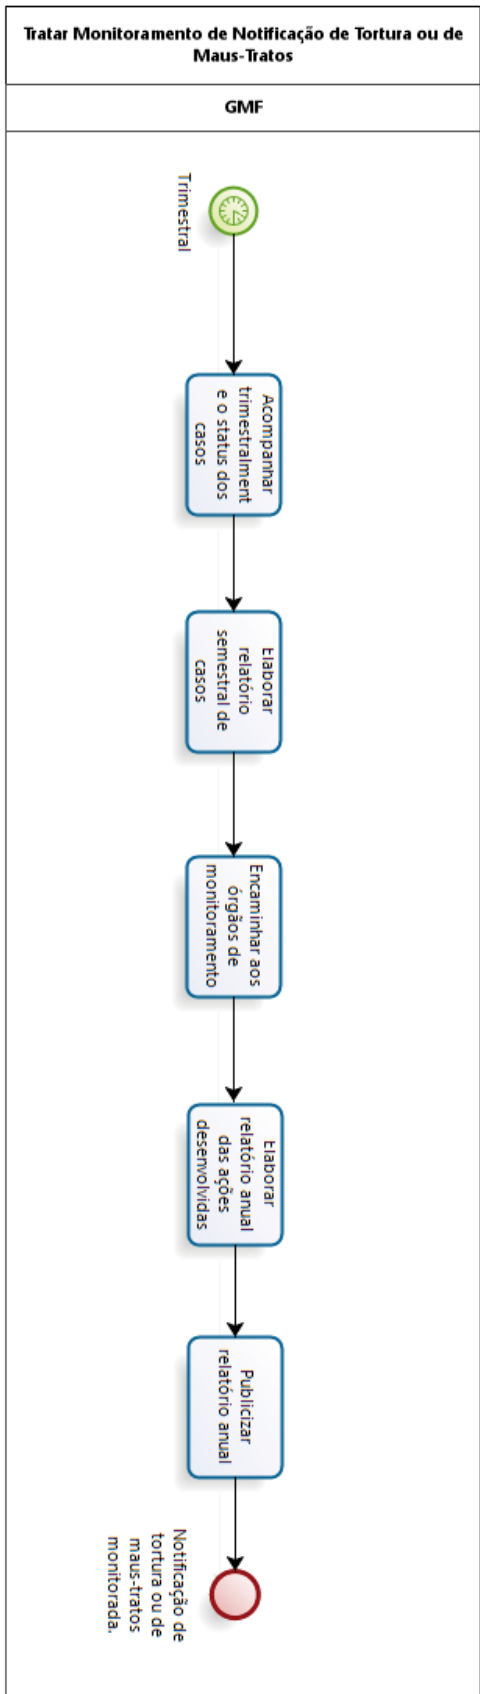 Tratar Monitoramento de Notificação de Tortura ou de
Maus-Tratos
GMF
Trimestral
Acompanhar
trimestralment
e o status dos
casos
Elaborar
relatório
semestral de
casos
Encaminhar aos
órgãos de
monitoramento
Elaborar
relatório anual
das ações
desenvolvidas
Publicizar
relatório anual
Notificação de
tortura ou de
maus-tratos
monitorada.